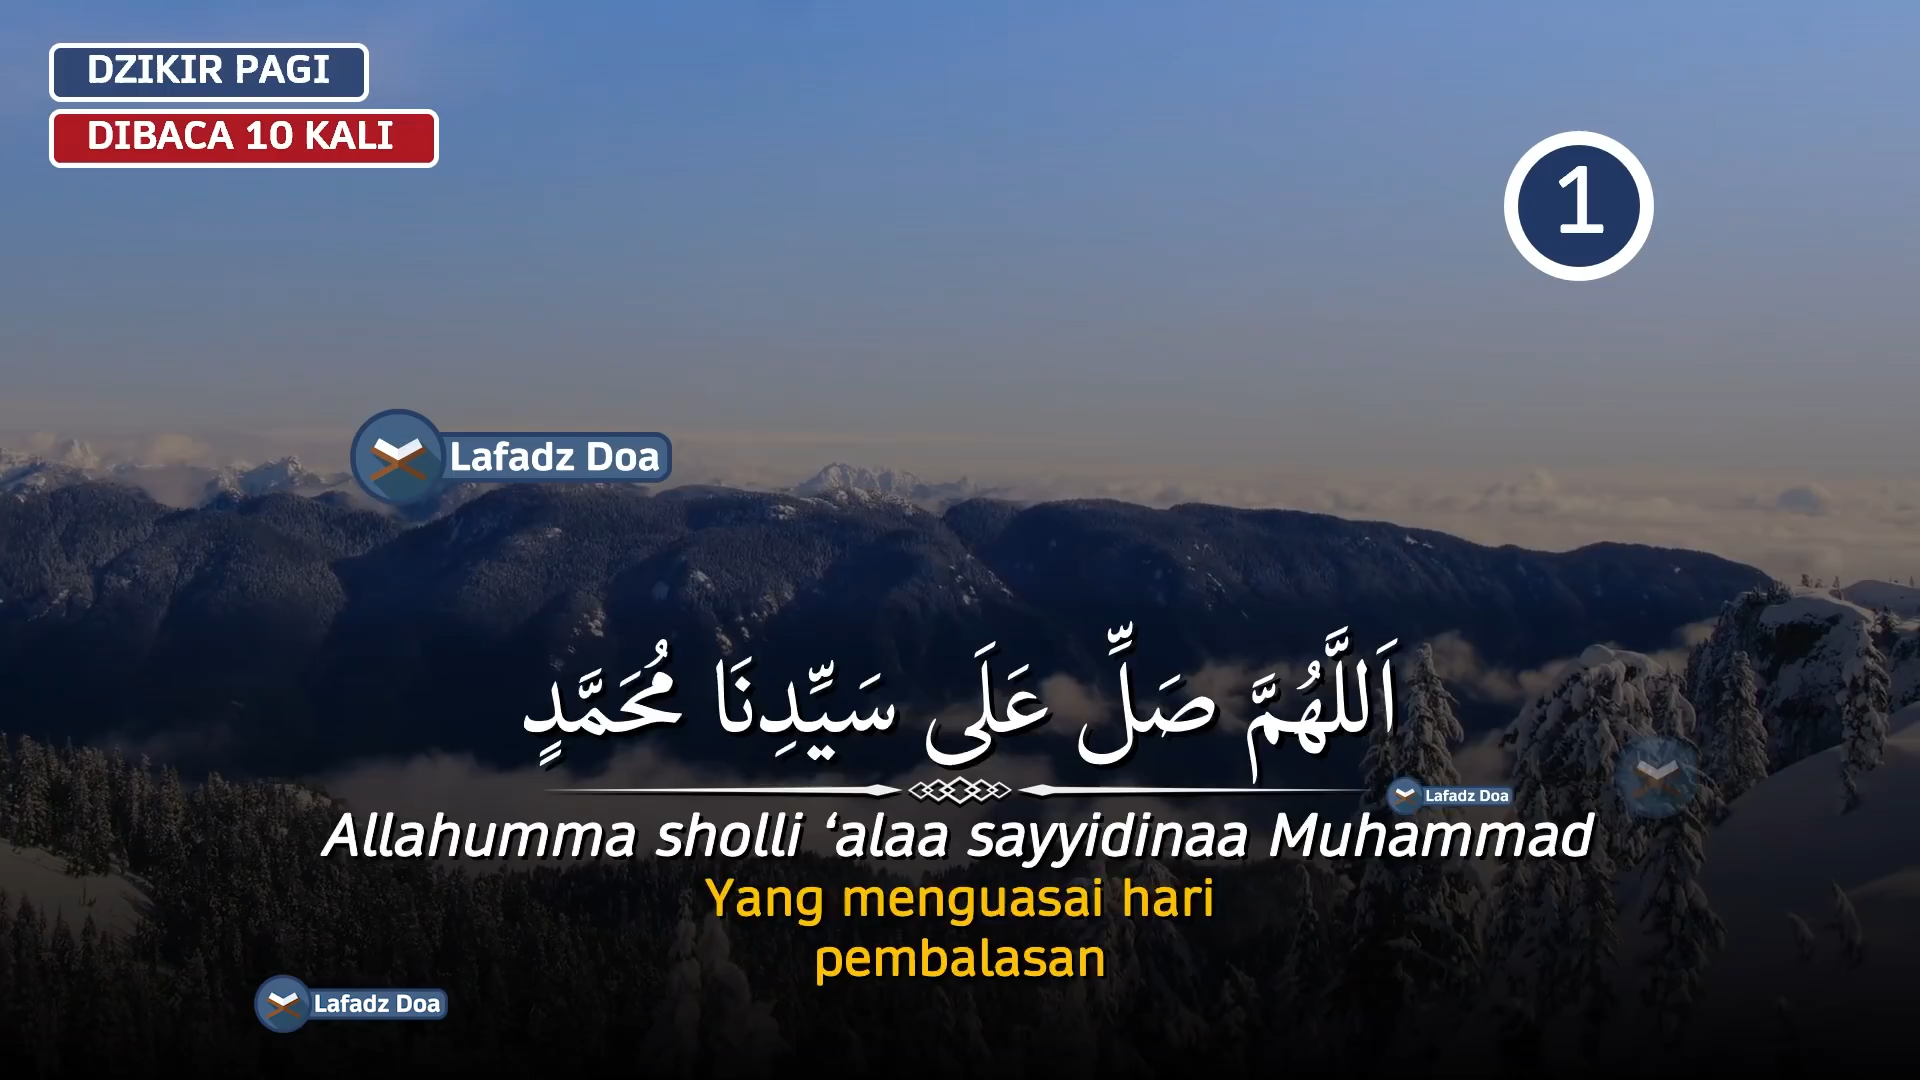 DZIKIR PAGI
DIBACA 10 KALI
1
Lafadz Doa
اَللَّهُمَّ صَلِّ عَلَى سَيِّدِنَا مُحَمَّدٍ
Lafadz Doa
Allahumma sholli ‘alaa sayyidinaa Muhammad
Yang menguasai hari
pembalasan
Lafadz Doa